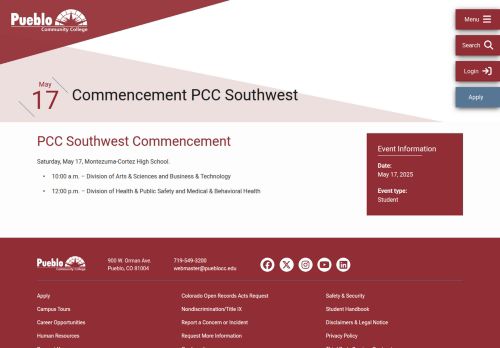 Pueblo
Community College
Menu
Search
Login
Apply
May
17
Commencement PCC Southwest
PCC Southwest Commencement
Saturday, May 17, Montezuma-Cortez High School.
• 10:00 a.m. – Division of Arts & Sciences and Business & Technology
• 12:00 p.m. – Division of Health & Public Safety and Medical & Behavioral Health
Event Information
Date:
May 17, 2025
Event type:
Student
Pueblo
Community College
900 W. Orman Ave.
Pueblo, CO 81004
719-549-3200
webmaster@pueblocc.edu
Apply
Campus Tours
Career Opportunities
Human Resources
Colorado Open Records Acts Request
Nondiscrimination/Title IX
Report a Concern or Incident
Request More Information
Safety & Security
Student Handbook
Disclaimers & Legal Notice
Privacy Policy